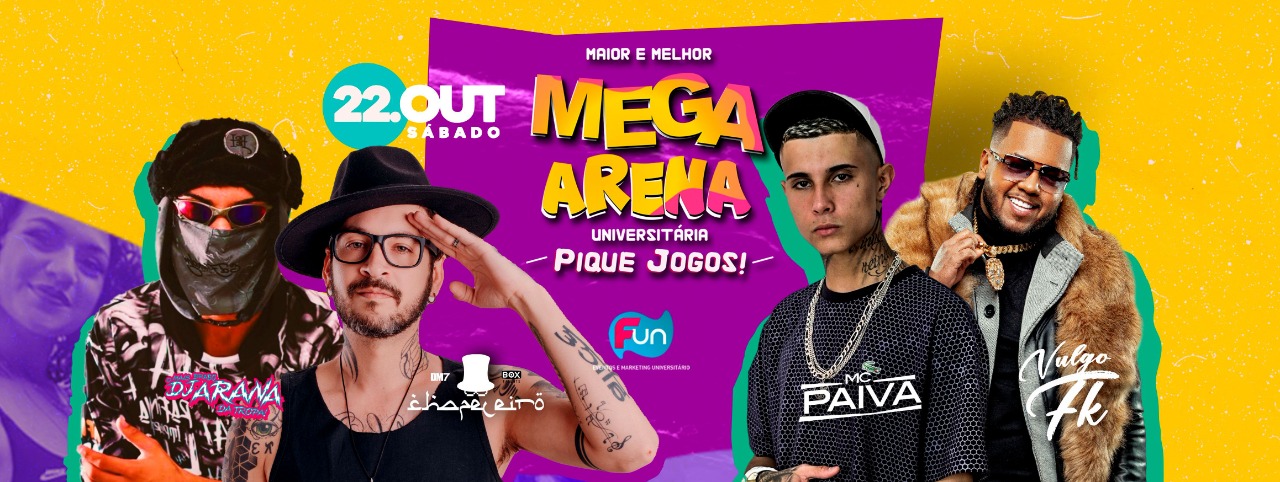 MAIOR E MELHOR
MEGA
ARENA
UNIVERSITÁRIA
PIQUE JOGOS!
22.OUT
SÁBADO
Fun
EVENTOS E MARKETING UNIVERSITÁRIO
DJ ARANA
DA TROPA!
DM7
BOX
chapeleiro
MC
PAIVA
Vulgo
FK